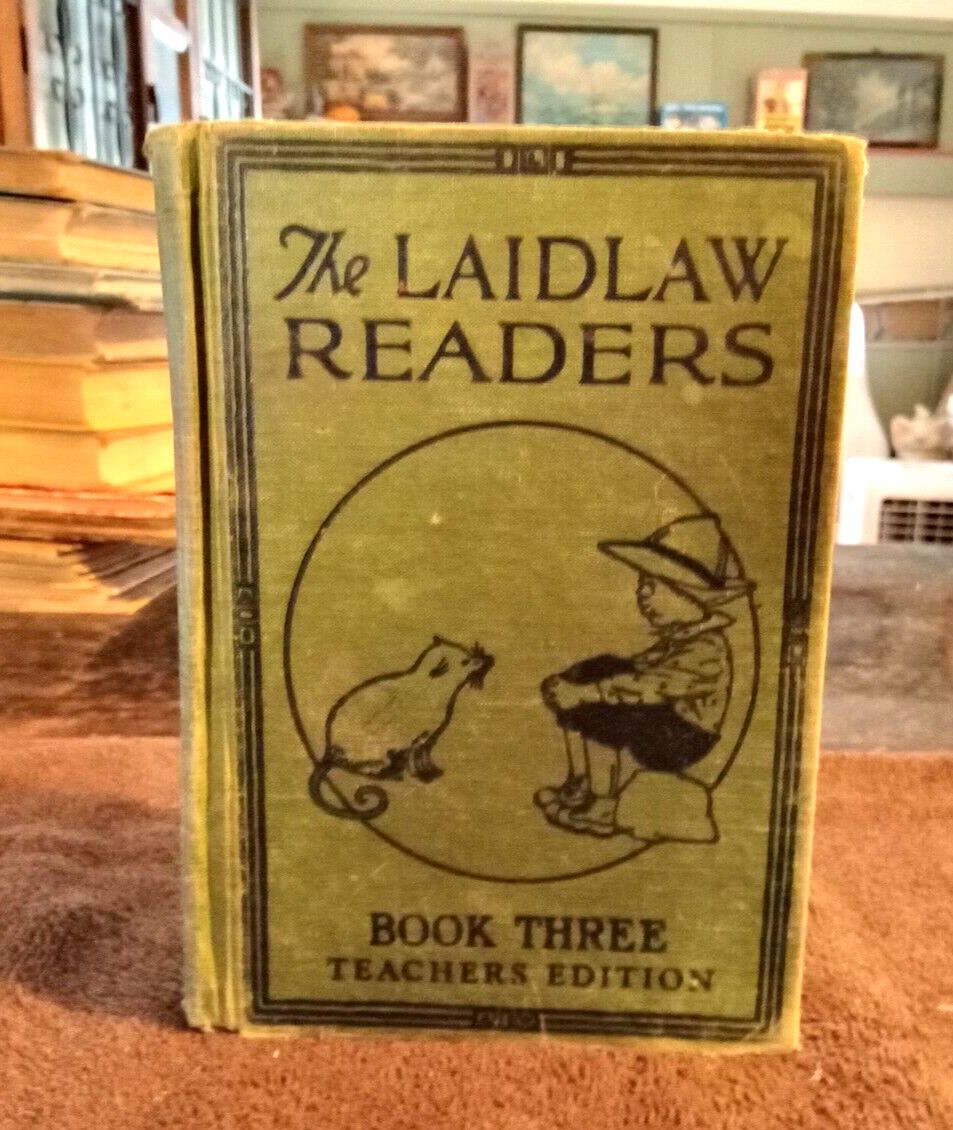 The LAIDLAW
READERS
BOOK THREE
TEACHERS EDITION